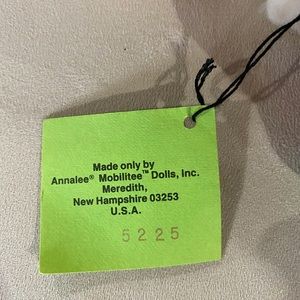 Made only by
Annalee® Mobilitee™ Dolls, Inc.
Meredith,
New Hampshire 03253
U.S.A.
5225